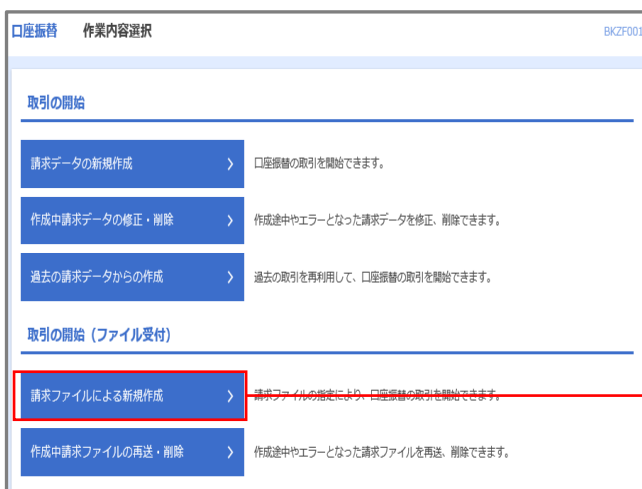 口座振替 作業内容選択 BKZF001
取引の開始
請求データの新規作成 口座振替の取引を開始できます。
作成中請求データの修正・削除 作成途中やエラーとなった請求データを修正、削除できます。
過去の請求データからの作成 過去の取引を再利用して、口座振替の取引を開始できます。
取引の開始（ファイル受付）
請求ファイルによる新規作成 請求ファイルの指定により、口座振替の取引を開始できます。
作成中請求ファイルの再送・削除 作成途中やエラーとなった請求ファイルを再送、削除できます。